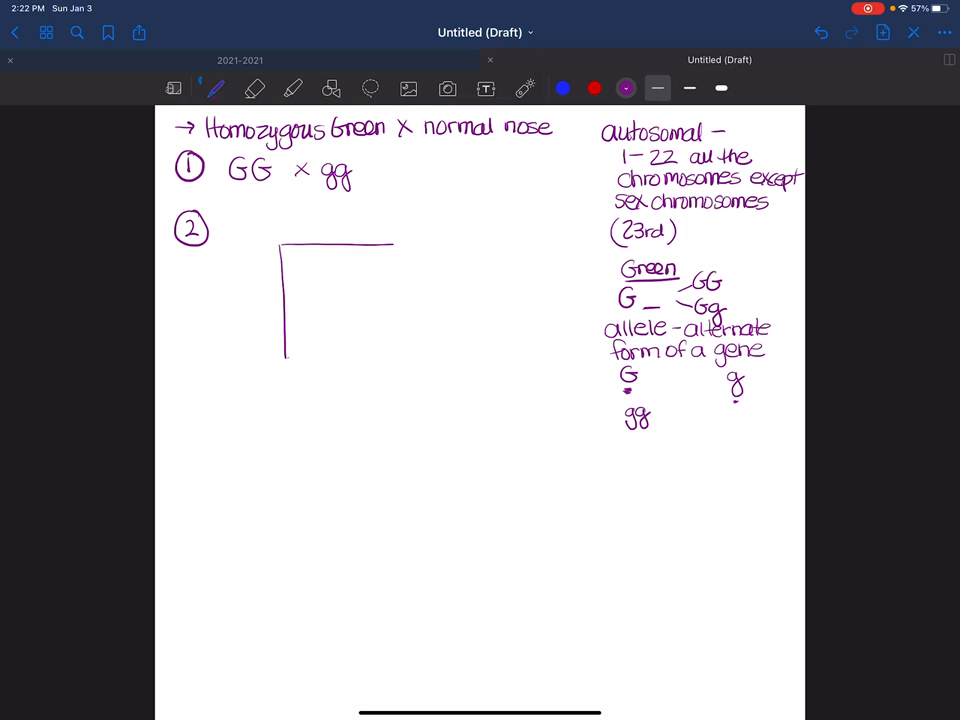 2:22 PM Sun Jan 3
57%
Untitled (Draft)
2021-2021
Untitled (Draft)
T
→ Homozygous Green × normal nose
① GG × gg
②
autosomal -
1-22 all the
chromosomes except
sex chromosomes
(23rd)
Green
G _ GG
Gg
allele - alternate
form of a gene
G g
gg